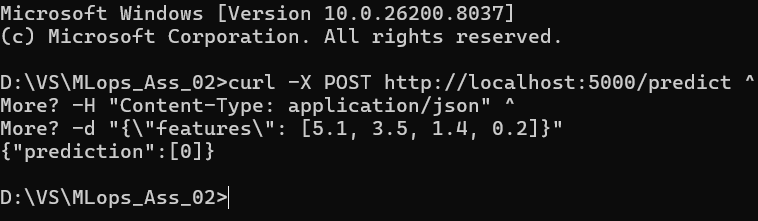 Microsoft Windows [Version 10.0.26200.8037]
(c) Microsoft Corporation. All rights reserved.
D:\VS\MLops_Ass_02>curl -X POST http://localhost:5000/predict ^
More? -H "Content-Type: application/json" ^
More? -d "{\"features\": [5.1, 3.5, 1.4, 0.2]}"
{"prediction":[0]}
D:\VS\MLops_Ass_02>